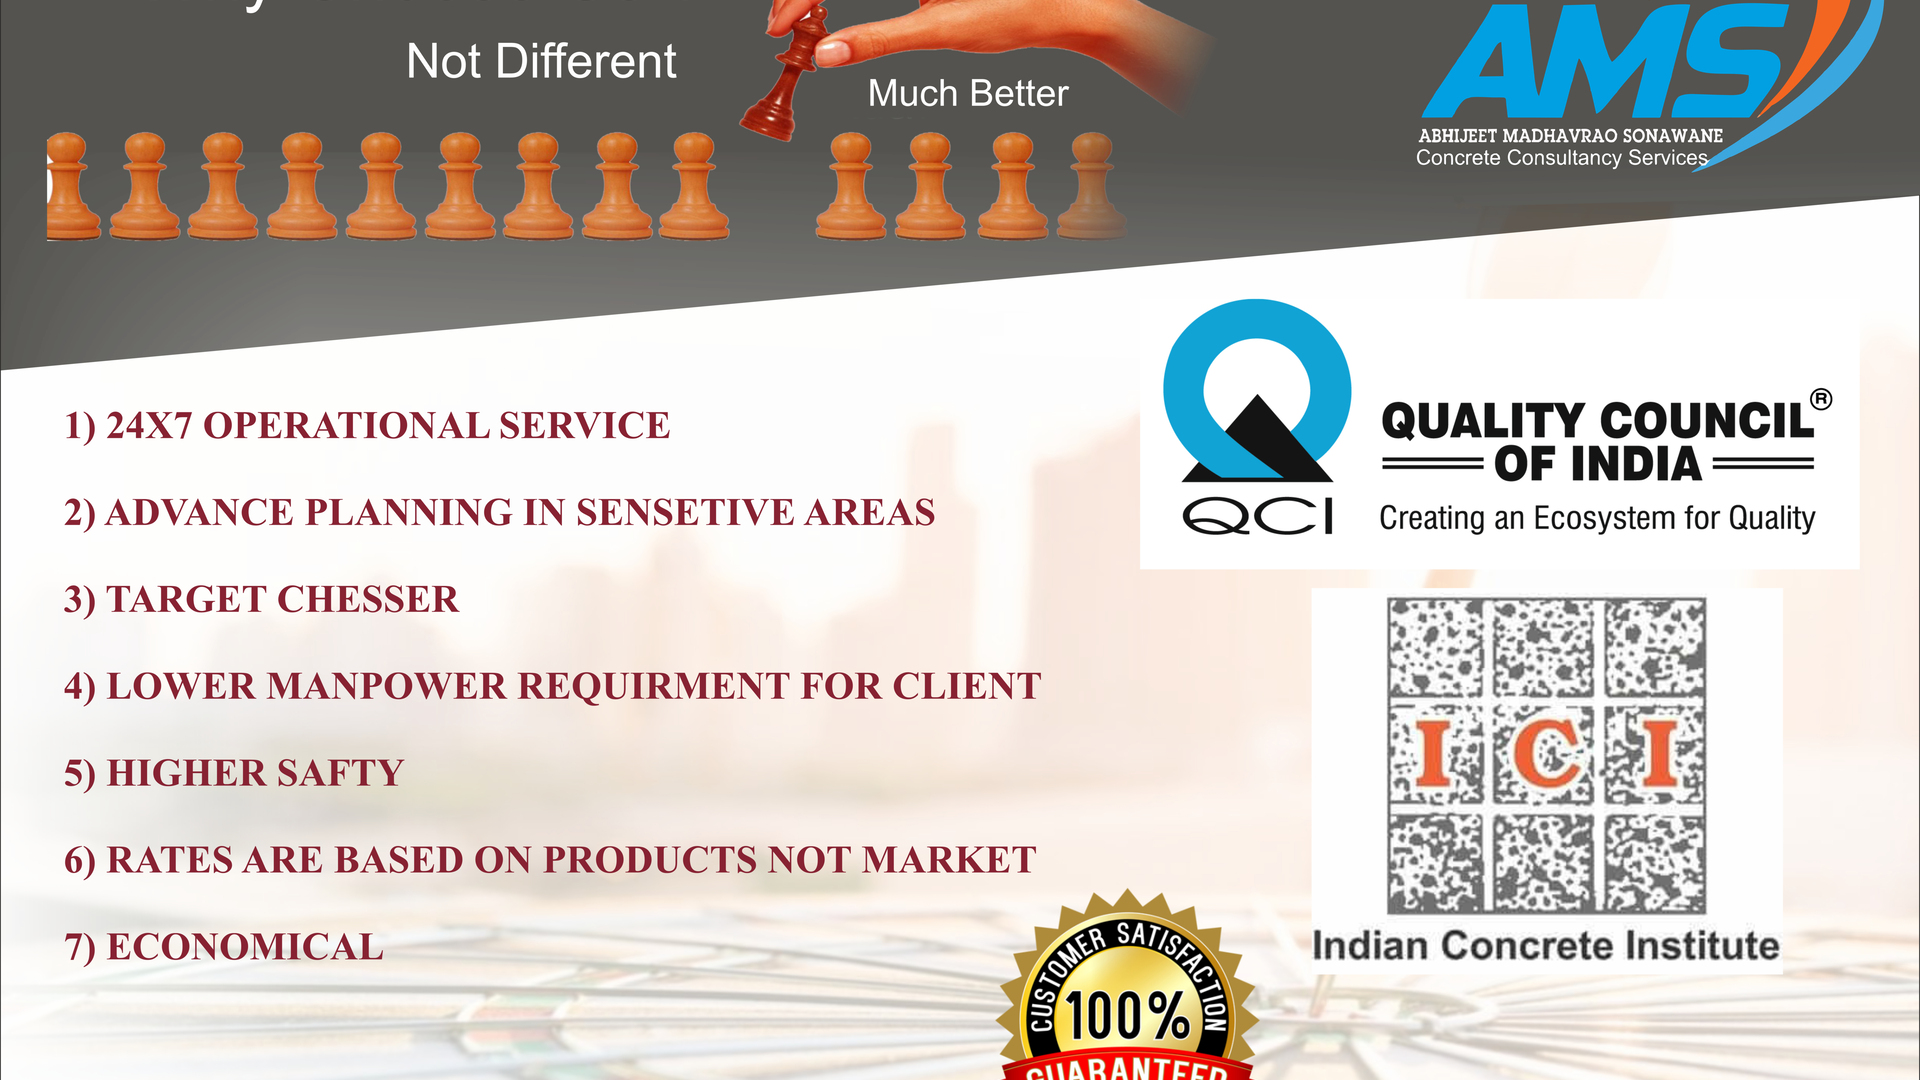 Not Different
Much Better
AMS
ABHIJEET MADHAVRAO SONAWANE
Concrete Consultancy Services
1) 24X7 OPERATIONAL SERVICE
2) ADVANCE PLANNING IN SENSETIVE AREAS
3) TARGET CHESSER
4) LOWER MANPOWER REQUIRMENT FOR CLIENT
5) HIGHER SAFTY
6) RATES ARE BASED ON PRODUCTS NOT MARKET
7) ECONOMICAL
QCI
QUALITY COUNCIL®
OF INDIA
Creating an Ecosystem for Quality
ICI
Indian Concrete Institute
CUSTOMER SATISFACTION
100%
GUARANTEED